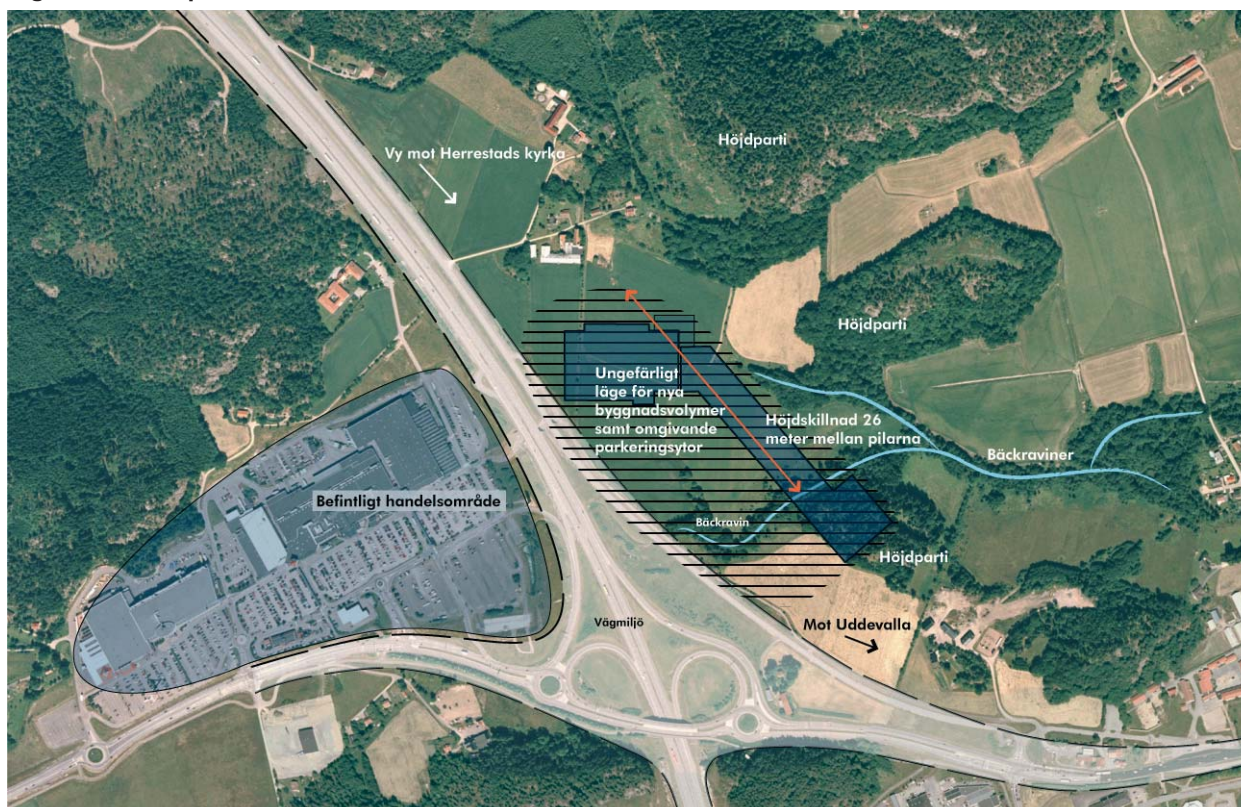 Höjdparti
Vy mot Herrestads kyrka
Höjdparti
Ungefärligt
läge för nya
byggnadsvolymer
samt omgivande
parkeringsytor
Höjdskillnad 26
meter mellan pilarna
Bäckraviner
Befintligt handelsområde
Bäckravin
Höjdparti
Vägmiljö
Mot Uddevalla